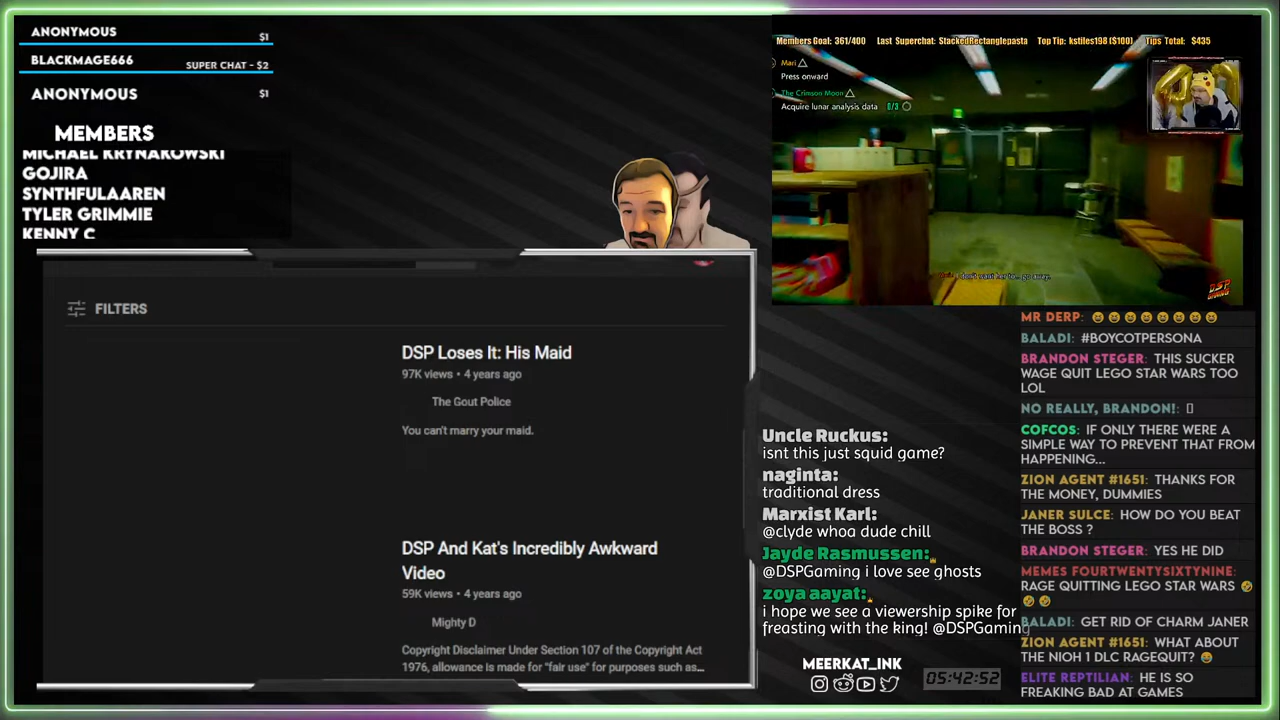 ANONYMOUS $1
BLACKMAGE666 SUPER CHAT - $2
ANONYMOUS $1
MEMBERS
MICHAEL KRYNAKOWSKI
GOJIRA
SYNTHFULAAREN
TYLER GRIMMIE
KENNY C
FILTERS
DSP Loses It: His Maid
97K views • 4 years ago
The Gout Police
You can't marry your maid.
DSP And Kat's Incredibly Awkward
Video
59K views • 4 years ago
Mighty D
Copyright Disclaimer Under Section 107 of the Copyright Act
1976, allowance is made for "fair use" for purposes such as...
Members Goal: 361/400 Last Superchat: StackedRectanglepasta Top Tip: kstiles198 ($100) Tips Total: $435
Mari
Press onward
The Crimson Moon
Acquire lunar analysis data 0/3
DSP
GAMING
Uncle Ruckus:
isnt this just squid game?
naginta:
traditional dress
Marxist Karl:
@clyde whoa dude chill
Jayde Rasmussen:
@DSPGaming i love see ghosts
zoya aayat:
i hope we see a viewership spike for
freasting with the king! @DSPGaming
MEERKAT_INK
05:42:52
MR DERP:
BALADI: #BOYCOTPERSONA
BRANDON STEGER: THIS SUCKER
WAGE QUIT LEGO STAR WARS TOO
LOL
NO REALLY, BRANDON!:
COFCOS: IF ONLY THERE WERE A
SIMPLE WAY TO PREVENT THAT FROM
HAPPENING...
ZION AGENT #1651: THANKS FOR
THE MONEY, DUMMIES
JANER SULCE: HOW DO YOU BEAT
THE BOSS ?
BRANDON STEGER: YES HE DID
MEMES FOURTWENTYSIXTYNINE:
RAGE QUITTING LEGO STAR WARS 🤣
🤣🤣
BALADI: GET RID OF CHARM JANER
ZION AGENT #1651: WHAT ABOUT
THE NIOH 1 DLC RAGEQUIT? 😂
ELITE REPTILIAN: HE IS SO
FREAKING BAD AT GAMES